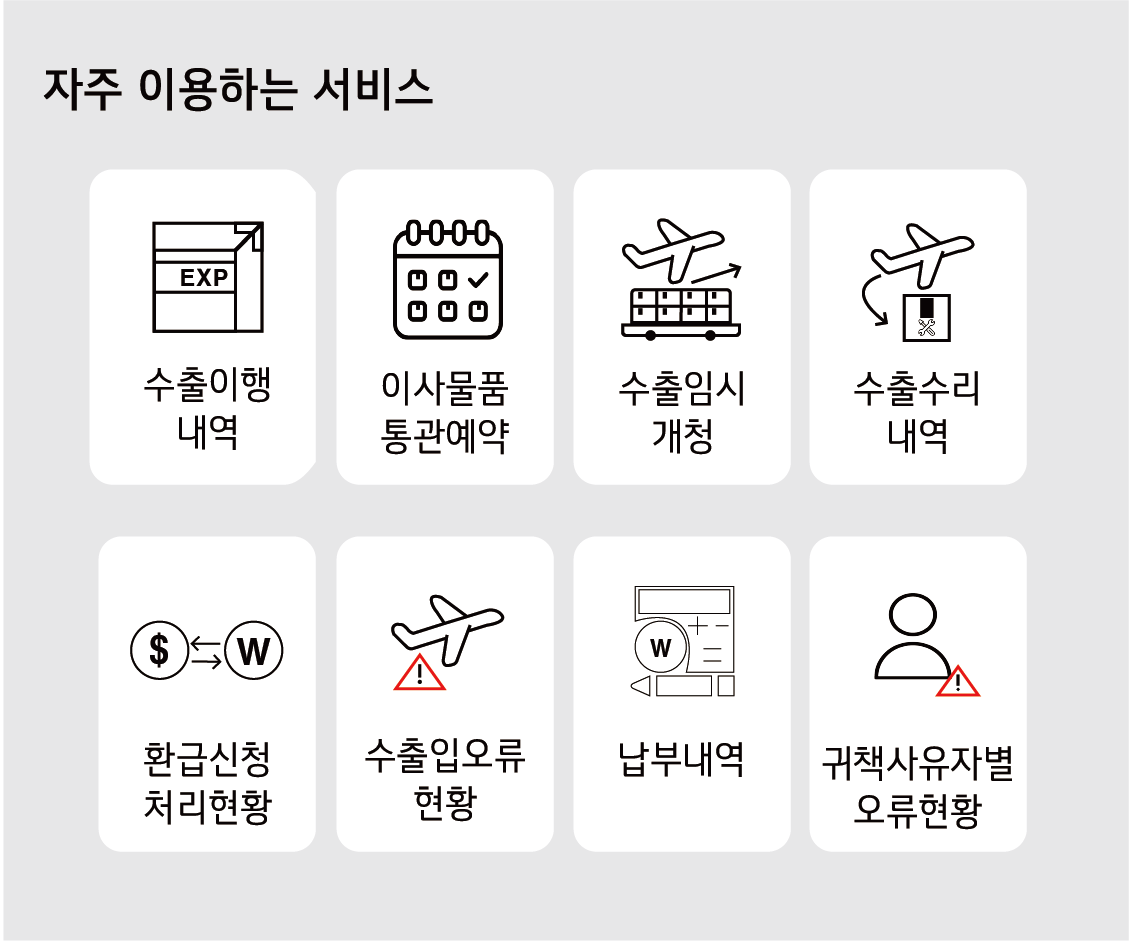 자주 이용하는 서비스
EXP
수출이행
내역
이사물품
통관예약
수출임시
개청
수출수리
내역
$ W
환급신청
처리현황
!
수출입오류
현황
W
납부내역
!
귀책사유자별
오류현황